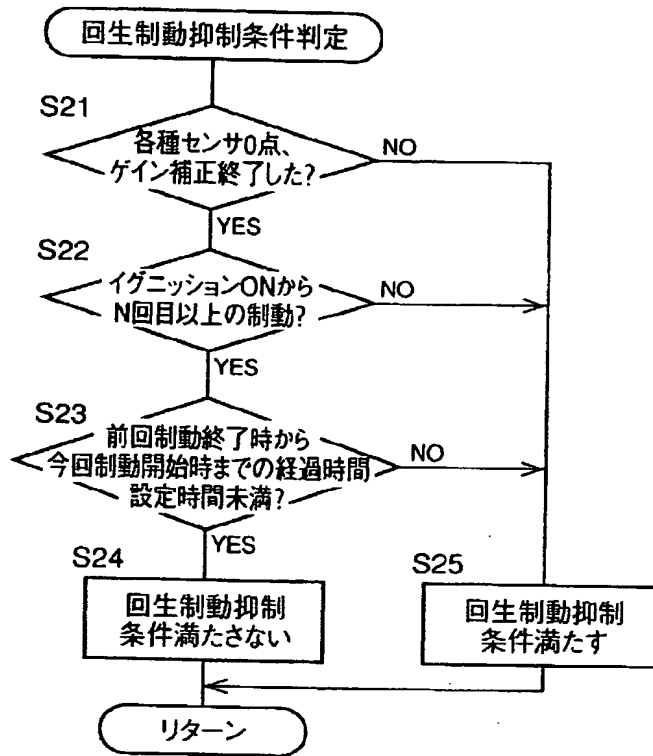 回生制動抑制条件判定
S21
各種センサ0点、
ゲイン補正終了した?
NO
YES
S22
イグニッションONから
N回目以上の制動?
NO
YES
S23
前回制動終了時から
今回制動開始時までの経過時間
設定時間未満?
NO
YES
S24
回生制動抑制
条件満たさない
S25
回生制動抑制
条件満たす
リターン